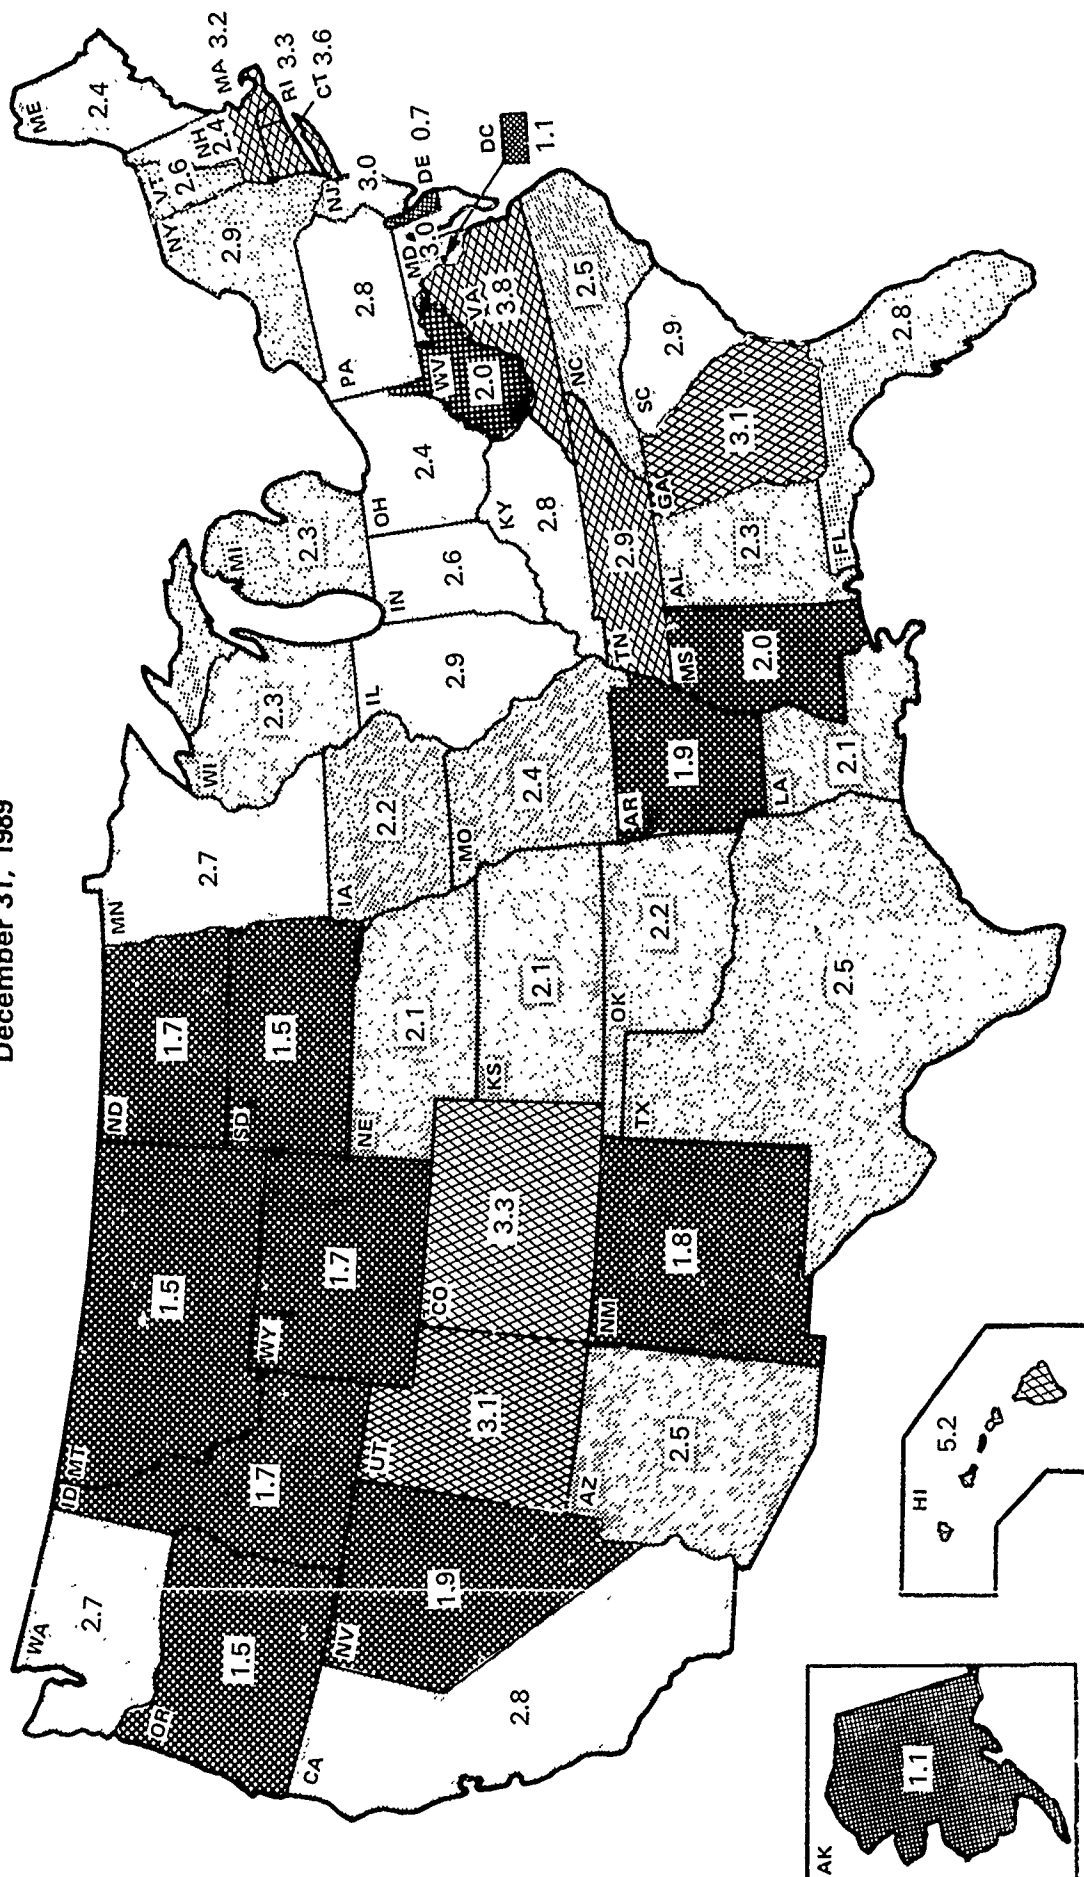 December 31, 1989
WA
2.7
OR
1.5
CA
2.8
NV
1.9
ID
1.7
MT
1.5
WY
1.7
UT
3.1
CO
3.3
AZ
2.5
NM
1.8
ND
1.7
SD
1.5
NE
2.1
KS
2.1
OK
2.2
TX
2.5
MN
2.7
IA
2.2
MO
2.4
AR
1.9
LA
2.1
WI
2.3
IL
2.9
MI
2.3
IN
2.6
OH
2.4
KY
2.8
TN
2.9
MS
2.0
AL
2.3
GA
3.1
FL
2.8
SC
2.9
NC
2.5
VA
3.8
WV
2.0
PA
2.8
NY
2.9
VT
2.6
NH
2.4
ME
2.4
MA 3.2
RI 3.3
CT 3.6
NJ
3.0
DE 0.7
MD
3.0
DC
1.1
AK
1.1
HI
5.2